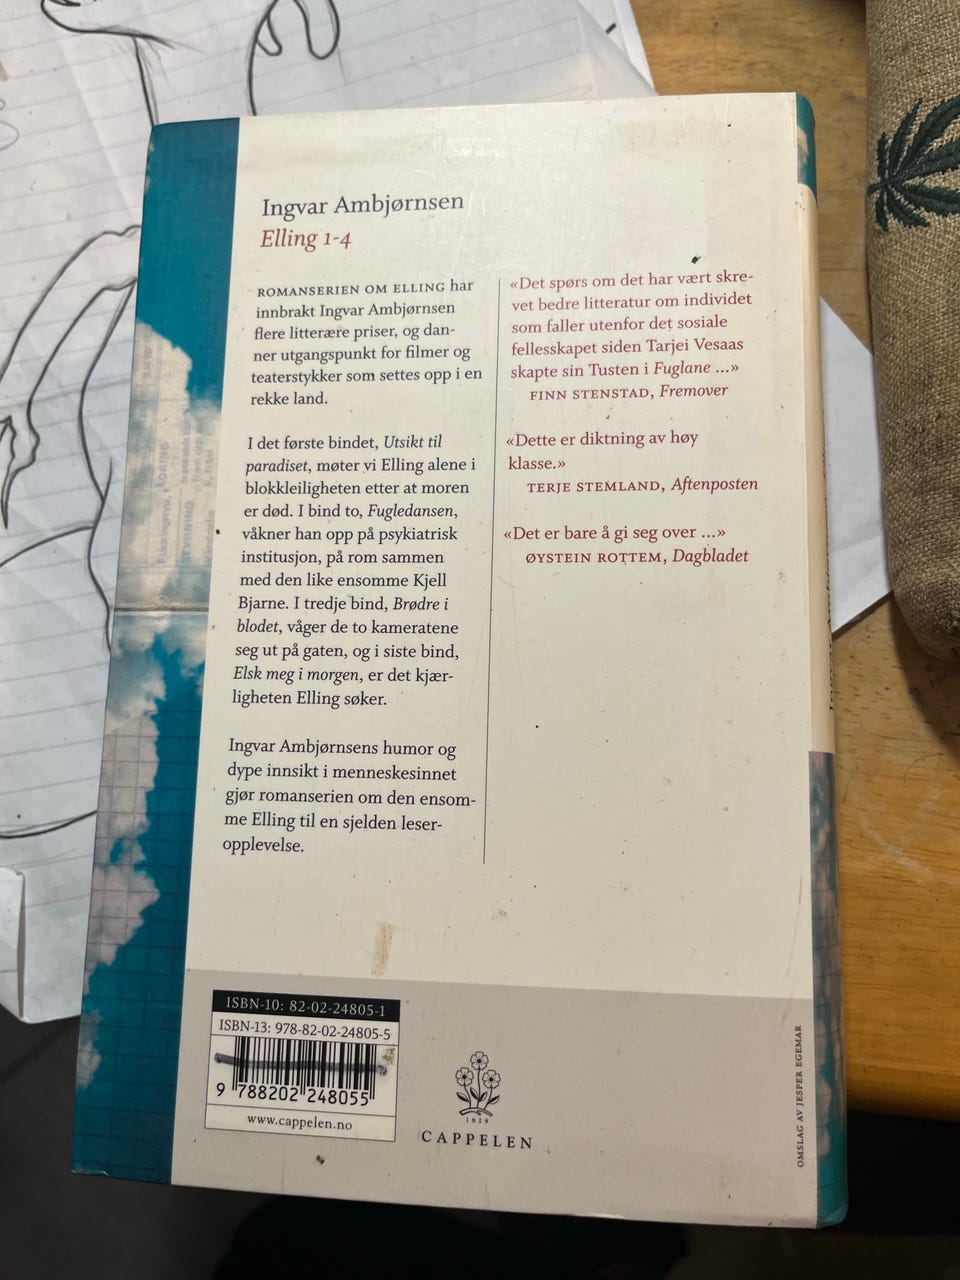 Ingvar Ambjørnsen
Elling 1-4
ROMANSERIEN OM ELLING har
innbrakt Ingvar Ambjørnsen
flere litterære priser, og dan-
ner utgangspunkt for filmer og
teaterstykker som settes opp i en
rekke land.
I det første bindet, Utsikt til
paradiset, møter vi Elling alene i
blokkleiligheten etter at moren
er død. I bind to, Fugledansen,
våkner han opp på psykiatrisk
institusjon, på rom sammen
med den like ensomme Kjell
Bjarne. I tredje bind, Brødre i
blodet, våger de to kameratene
seg ut på gaten, og i siste bind,
Elsk meg i morgen, er det kjær-
ligheten Elling søker.
Ingvar Ambjørnsens humor og
dype innsikt i menneskesinnet
gjør romanserien om den ensom-
me Elling til en sjelden leser-
opplevelse.
«Det spørs om det har vært skre-
vet bedre litteratur om individet
som faller utenfor det sosiale
fellesskapet siden Tarjei Vesaas
skapte sin Tusten i Fuglane ...»
FINN STENSTAD, Fremover
«Dette er diktning av høy
klasse.»
TERJE STEMLAND, Aftenposten
«Det er bare å gi seg over ...»
ØYSTEIN ROTTEM, Dagbladet
ISBN-10: 82-02-24805-1
ISBN-13: 978-82-02-24805-5
9 788202 248055
www.cappelen.no
1829
CAPPELEN
OMSLAG AV JESPER EGEMAR